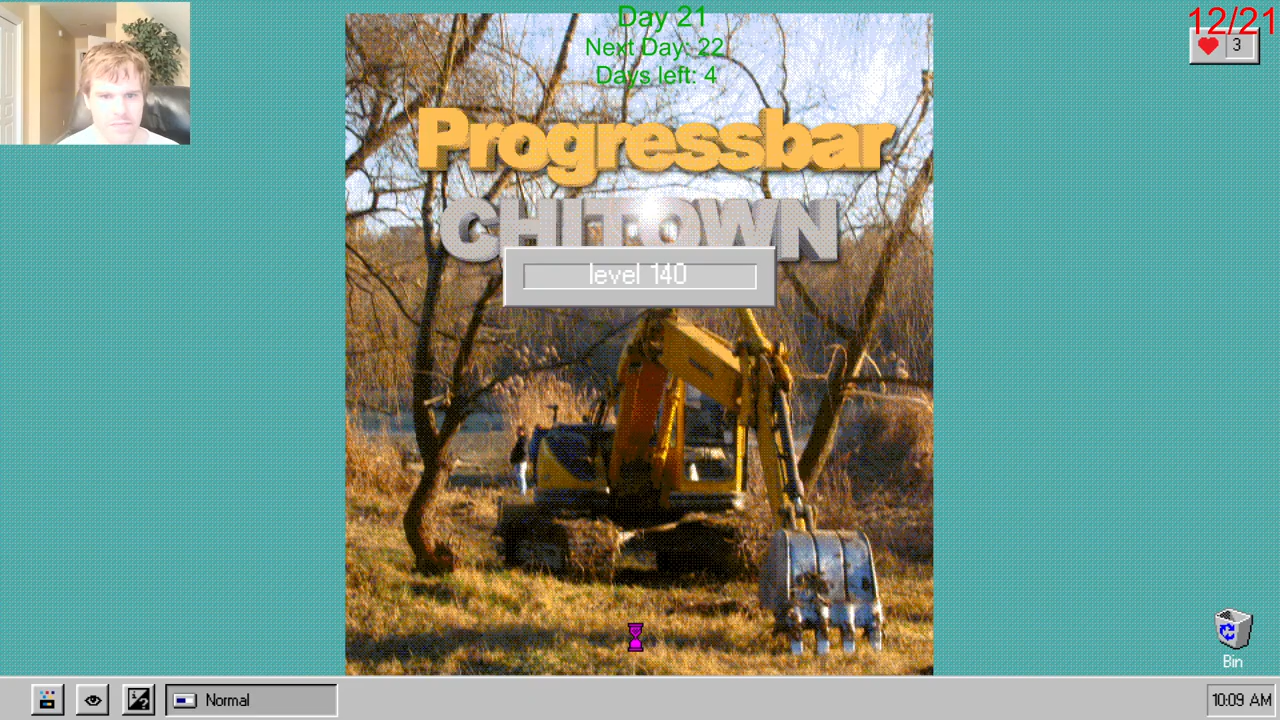 Day 21
Next Day: 22
Days left: 4
12/21
3
Progressbar
CHITOWN
level 140
Bin
Normal
10:09 AM